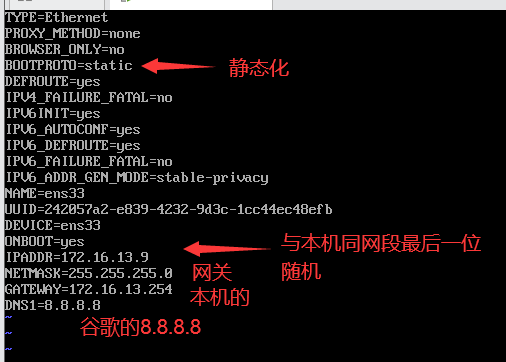 TYPE=Ethernet
PROXY_METHOD=none
BROWSER_ONLY=no
BOOTPROTO=static
静态化
DEFROUTE=yes
IPV4_FAILURE_FATAL=no
IPV6INIT=yes
IPV6_AUTOCONF=yes
IPV6_DEFROUTE=yes
IPV6_FAILURE_FATAL=no
IPV6_ADDR_GEN_MODE=stable-privacy
NAME=ens33
UUID=242057a2-e839-4232-9d3c-1cc44ec48efb
DEVICE=ens33
ONBOOT=yes
与本机同网段最后一位
随机
IPADDR=172.16.13.9
NETMASK=255.255.255.0
网关
本机的
GATEWAY=172.16.13.254
DNS1=8.8.8.8
~
谷歌的8.8.8.8
~
~